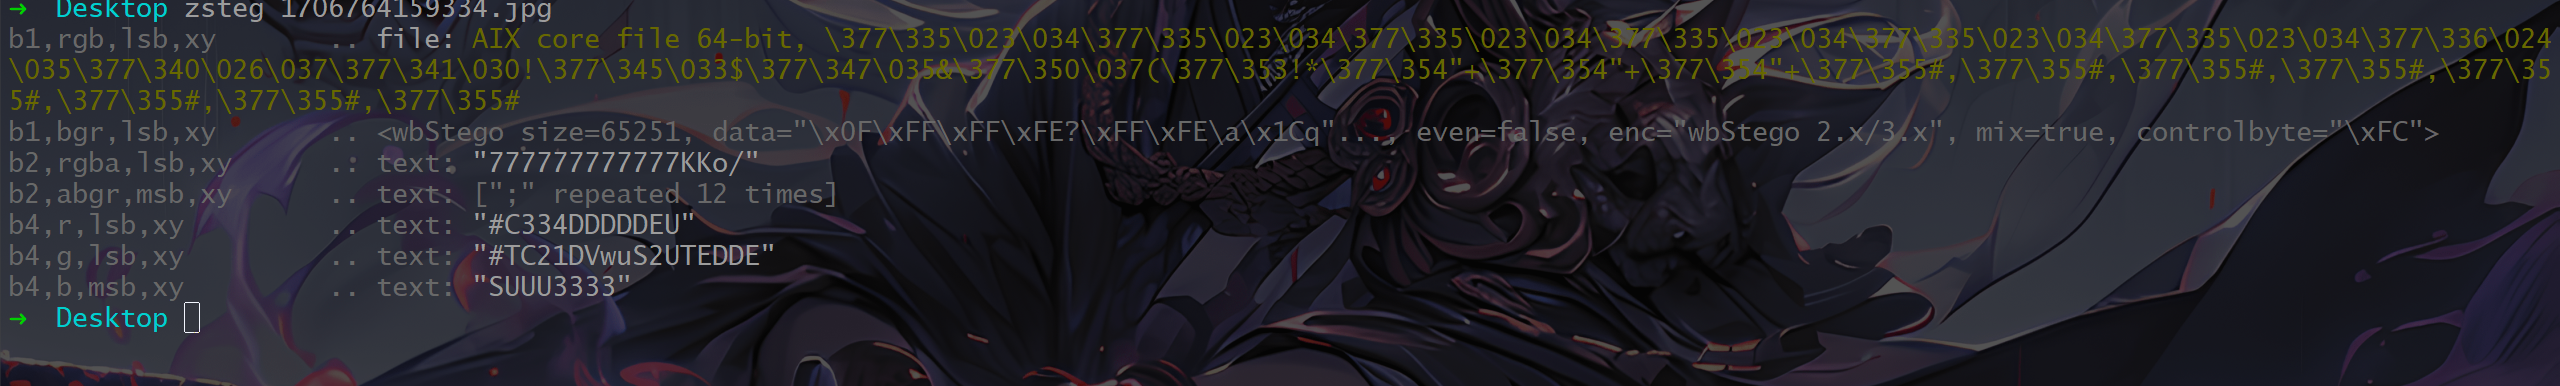 → Desktop zsteg 1706764159334.jpg
b1,rgb,lsb,xy .. file: AIX core file 64-bit, \377\335\023\034\377\335\023\034\377\335\023\034\377\335\023\034\377\335\023\034\377\335\023\034\377\336\024
\035\377\340\026\037\377\341\030!\377\345\033$\377\347\035&\377\350\037(\377\353!*\377\354"+\377\354"+\377\354"+\377\355#,\377\355#,\377\355#,\377\355#,\377\35
5#,\377\355#,\377\355#,\377\355#
b1,bgr,lsb,xy .. <wbStego size=65251, data="\x0F\xFF\xFF\xFE?\xFF\xFE\a\x1Cq"..., even=false, enc="wbStego 2.x/3.x", mix=true, controlbyte="\xFC">
b2,rgba,lsb,xy .: text: "777777777777KKo/"
b2,abgr,msb,xy .. text: [";" repeated 12 times]
b4,r,lsb,xy .. text: "#C334DDDDDEU"
b4,g,lsb,xy .. text: "#TC21DVwuS2UTEDDE"
b4,b,msb,xy .. text: "SUUU3333"
→ Desktop